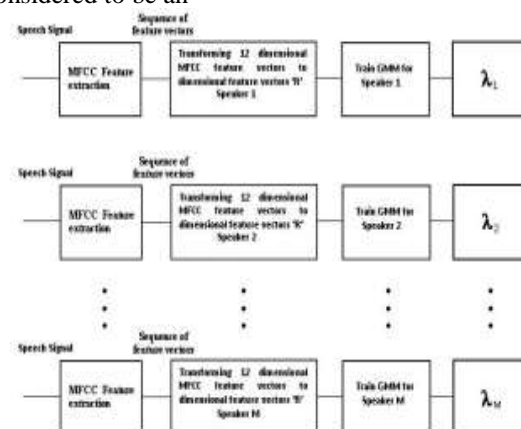 onsidered to be an
Sequence of
feature vectors
Speech Signal
MFCC Feature
extraction
Transforming 12 dimensional
MFCC feature vectors to
dimensional feature vectors 'R'
Speaker 1
Train GMM for
Speaker 1
λ1
Sequence of
feature vectors
Speech Signal
MFCC Feature
extraction
Transforming 12 dimensional
MFCC feature vectors to
dimensional feature vectors 'R'
Speaker 2
Train GMM for
Speaker 2
λ2
Sequence of
feature vectors
Speech Signal
MFCC Feature
extraction
Transforming 12 dimensional
MFCC feature vectors to
dimensional feature vectors 'R'
Speaker M
Train GMM for
Speaker M
λM